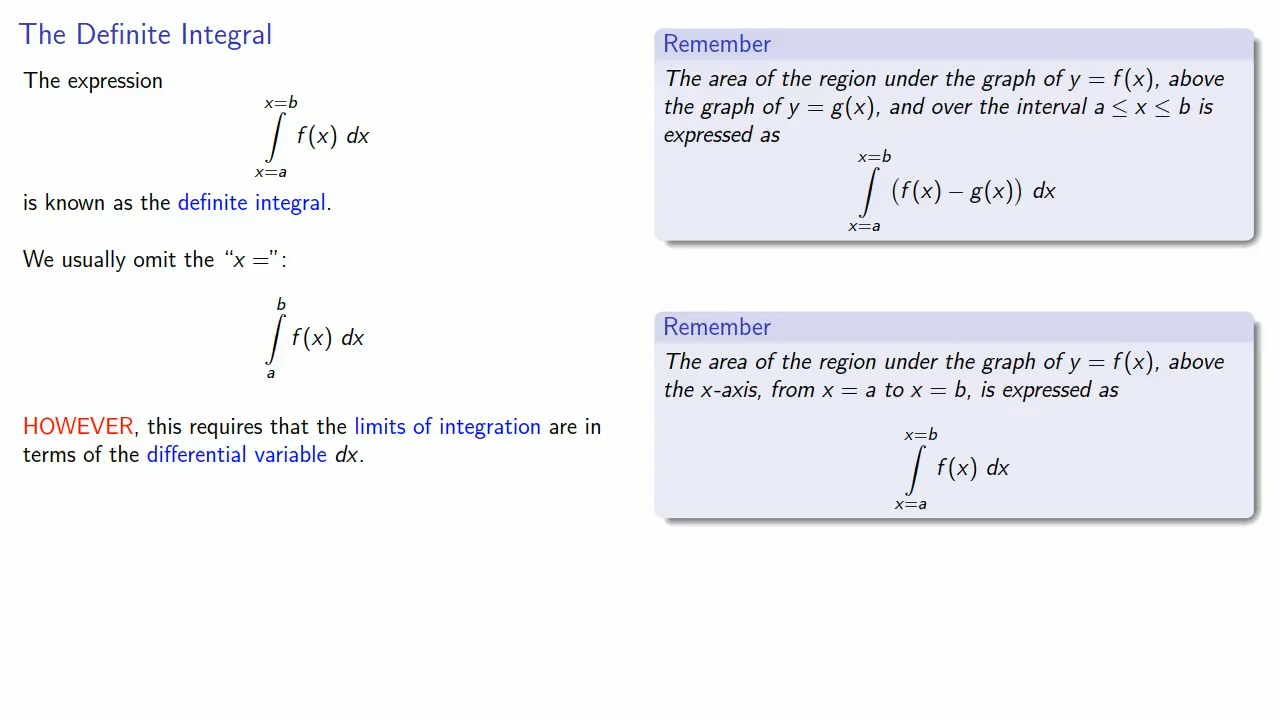 The Definite Integral
The expression
x=b
∫ f(x) dx
x=a
is known as the definite integral.
We usually omit the “x =”:
b
∫ f(x) dx
a
HOWEVER, this requires that the limits of integration are in
terms of the differential variable dx.
Remember
The area of the region under the graph of y = f(x), above
the graph of y = g(x), and over the interval a ≤ x ≤ b is
expressed as
x=b
∫ (f(x) − g(x)) dx
x=a
Remember
The area of the region under the graph of y = f(x), above
the x-axis, from x = a to x = b, is expressed as
x=b
∫ f(x) dx
x=a